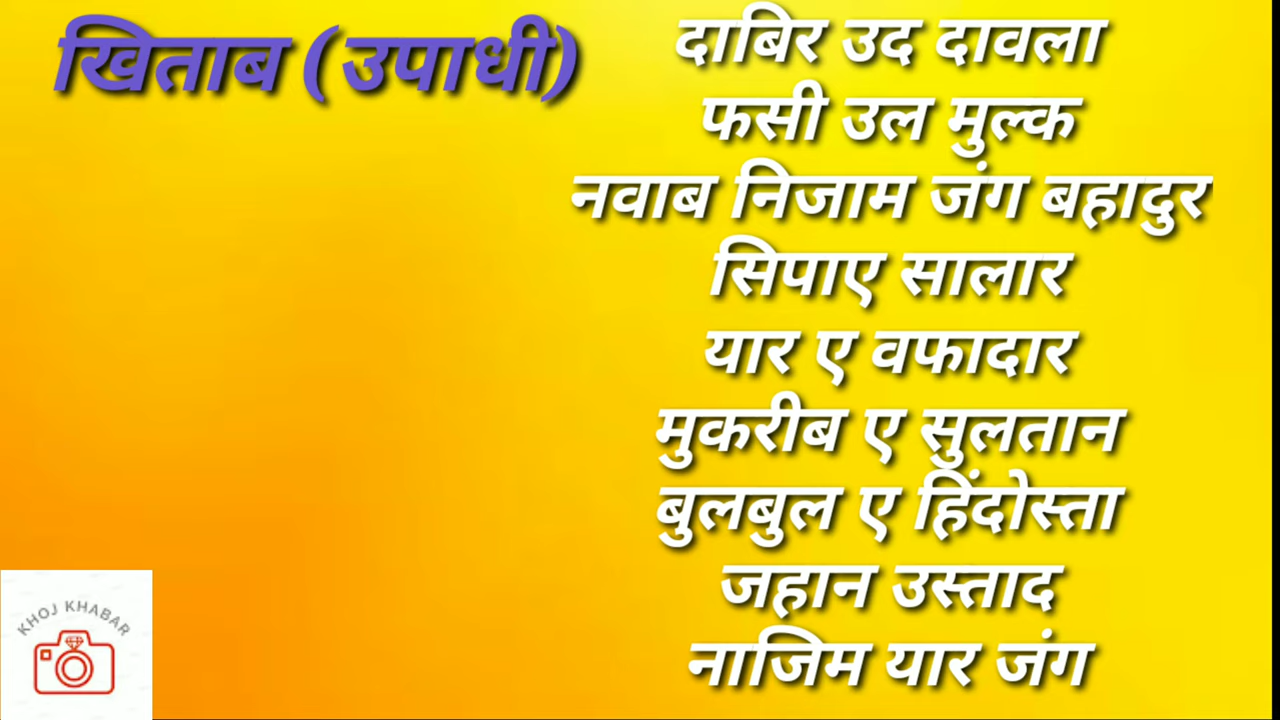 खिताब (उपाधी)
दाबिर उद दावला
फसी उल मुल्क
नवाब निजाम जंग बहादुर
सिपाए सालार
यार ए वफादार
मुकरीब ए सुलतान
बुलबुल ए हिंदोस्ता
जहान उस्ताद
नाजिम यार जंग
KHOJ KHABAR